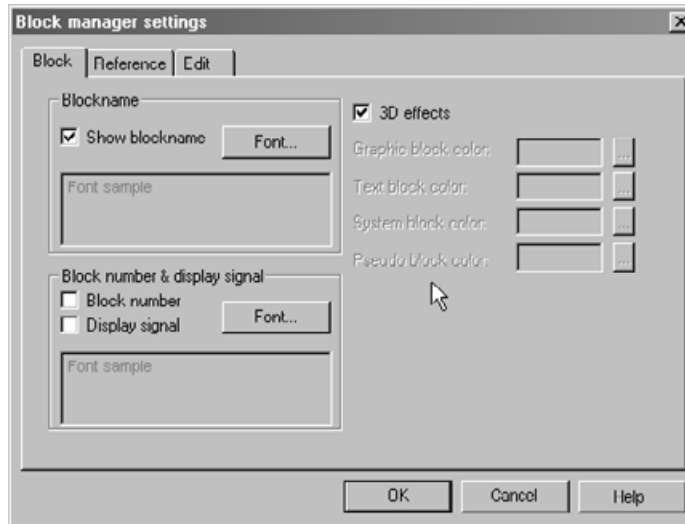 Block manager settings
Block Reference Edit
Blockname
Show blockname Font...
Font sample
Block number & display signal
Block number
Display signal Font...
Font sample
3D effects
Graphic block color: ...
Text block color: ...
System block color: ...
Pseudo block color: ...
OK Cancel Help